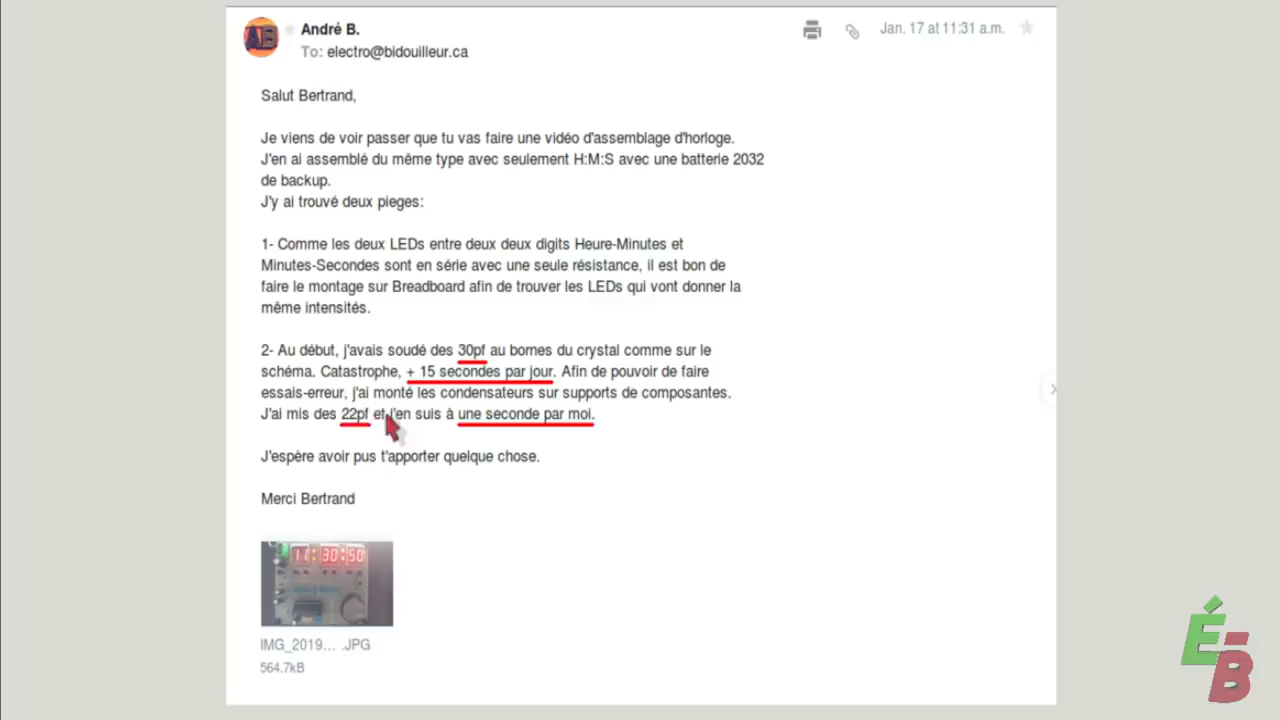 André B.
Jan. 17 at 11:31 a.m.
To: electro@bidouilleur.ca
Salut Bertrand,
Je viens de voir passer que tu vas faire une vidéo d'assemblage d'horloge.
J'en ai assemblé du même type avec seulement H:M:S avec une batterie 2032
de backup.
J'y ai trouvé deux pieges:
1- Comme les deux LEDs entre deux deux digits Heure-Minutes et
Minutes-Secondes sont en série avec une seule résistance, il est bon de
faire le montage sur Breadboard afin de trouver les LEDs qui vont donner la
même intensités.
2- Au début, j'avais soudé des 30pf au bornes du crystal comme sur le
schéma. Catastrophe, + 15 secondes par jour. Afin de pouvoir de faire
essais-erreur, j'ai monté les condensateurs sur supports de composantes.
J'ai mis des 22pf et j'en suis à une seconde par moi.
J'espère avoir pus t'apporter quelque chose.
Merci Bertrand
11:30:50
IMG_2019... .JPG
564.7kB
É-B